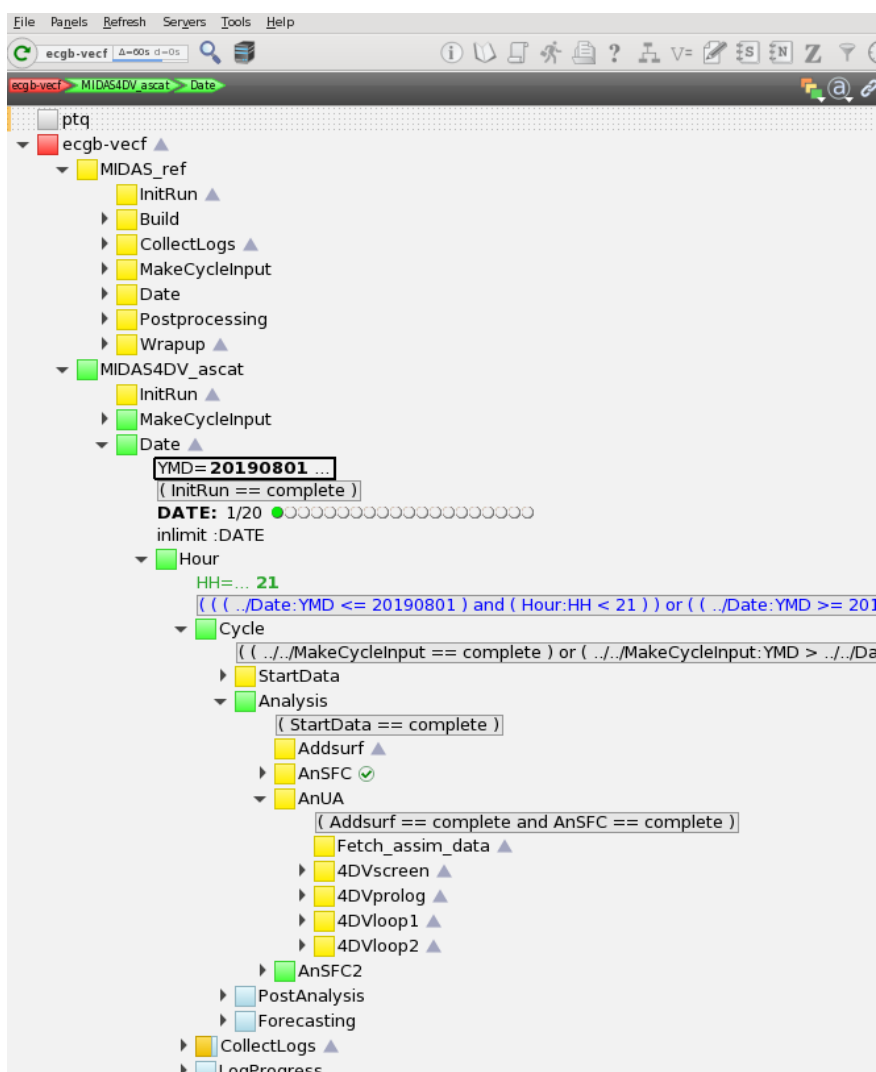 File Panels Refresh Servers Tools Help
ecgb-vecf Δ=60s d=0s
ecgb-vecf MIDAS4DV_ascat Date
ptq
ecgb-vecf
MIDAS_ref
InitRun
Build
CollectLogs
MakeCycleInput
Date
Postprocessing
Wrapup
MIDAS4DV_ascat
InitRun
MakeCycleInput
Date
YMD= 20190801 ...
( InitRun == complete )
DATE: 1/20
inlimit :DATE
Hour
HH=... 21
( ( ( ../Date:YMD <= 20190801 ) and ( Hour:HH < 21 ) ) or ( ( ../Date:YMD >= 201
Cycle
( ( ../../MakeCycleInput == complete ) or ( ../../MakeCycleInput:YMD > ../../Da
StartData
Analysis
( StartData == complete )
Addsurf
AnSFC
AnUA
( Addsurf == complete and AnSFC == complete )
Fetch_assim_data
4DVscreen
4DVprolog
4DVloop1
4DVloop2
AnSFC2
PostAnalysis
Forecasting
CollectLogs
LogProgress